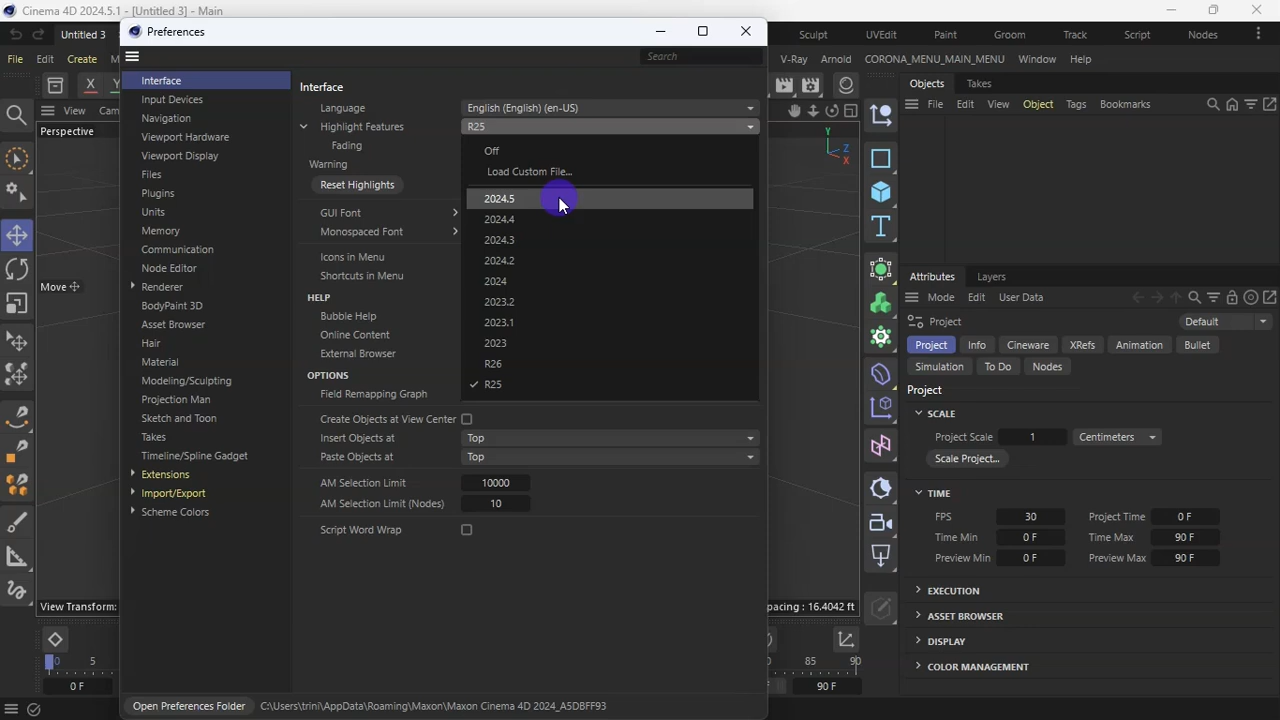 Cinema 4D 2024.5.1 - [Untitled 3] - Main
Preferences
Untitled 3
Sculpt UVEdit Paint Groom Track Script Nodes
File Edit Create M
V-Ray Arnold CORONA_MENU_MAIN_MENU Window Help
Search
X Y
View Cam
Perspective
Move
View Transform:
Interface
Input Devices
Navigation
Viewport Hardware
Viewport Display
Files
Plugins
Units
Memory
Communication
Node Editor
Renderer
BodyPaint 3D
Asset Browser
Hair
Material
Modeling/Sculpting
Projection Man
Sketch and Toon
Takes
Timeline/Spline Gadget
Extensions
Import/Export
Scheme Colors
Interface
Language English (English) (en-US)
Highlight Features R25
Fading
Warning
Reset Highlights
Off
Load Custom File...
2024.5
2024.4
2024.3
2024.2
2024
2023.2
2023.1
2023
R26
R25
GUI Font
Monospaced Font
Icons in Menu
Shortcuts in Menu
HELP
Bubble Help
Online Content
External Browser
OPTIONS
Field Remapping Graph
Create Objects at View Center
Insert Objects at Top
Paste Objects at Top
AM Selection Limit 10000
AM Selection Limit (Nodes) 10
Script Word Wrap
Open Preferences Folder C:\Users\trini\AppData\Roaming\Maxon\Maxon Cinema 4D 2024_A5DBFF93
Y
Z
X
pacing : 16.4042 ft
0 5
85 90
0 F
90 F
Objects Takes
File Edit View Object Tags Bookmarks
Attributes Layers
Mode Edit User Data
Project Default
Project Info Cineware XRefs Animation Bullet
Simulation To Do Nodes
Project
SCALE
Project Scale 1 Centimeters
Scale Project...
TIME
FPS 30 Project Time 0 F
Time Min 0 F Time Max 90 F
Preview Min 0 F Preview Max 90 F
EXECUTION
ASSET BROWSER
DISPLAY
COLOR MANAGEMENT